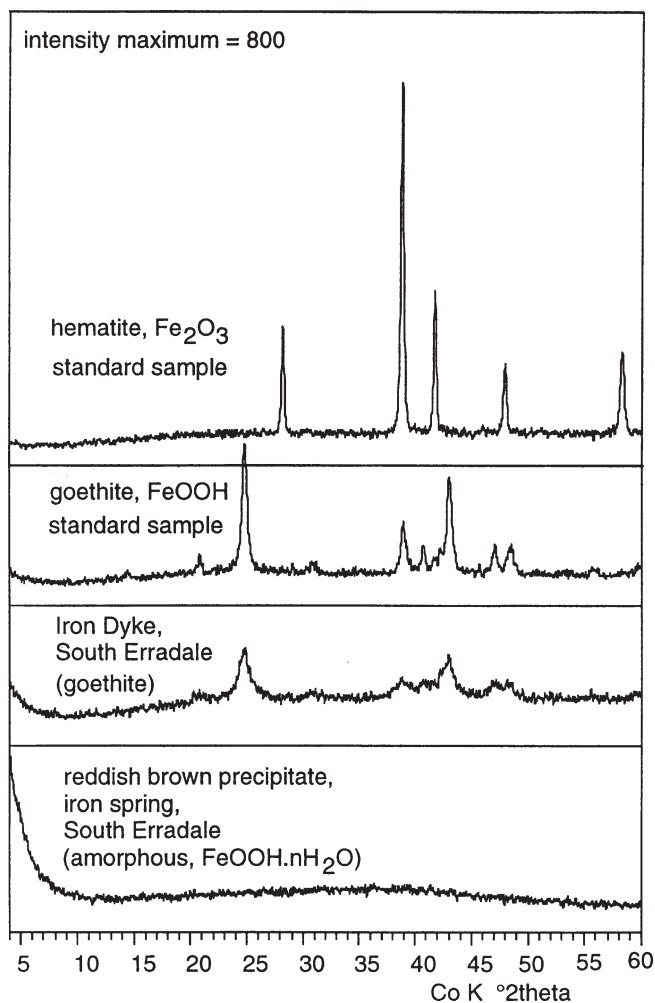 intensity maximum = 800
hematite, Fe₂O₃
standard sample
goethite, FeOOH
standard sample
Iron Dyke,
South Erradale
(goethite)
reddish brown precipitate,
iron spring,
South Erradale
(amorphous, FeOOH.nH₂O)
5 10 15 20 25 30 35 40 45 50 55 60
Co K °2theta